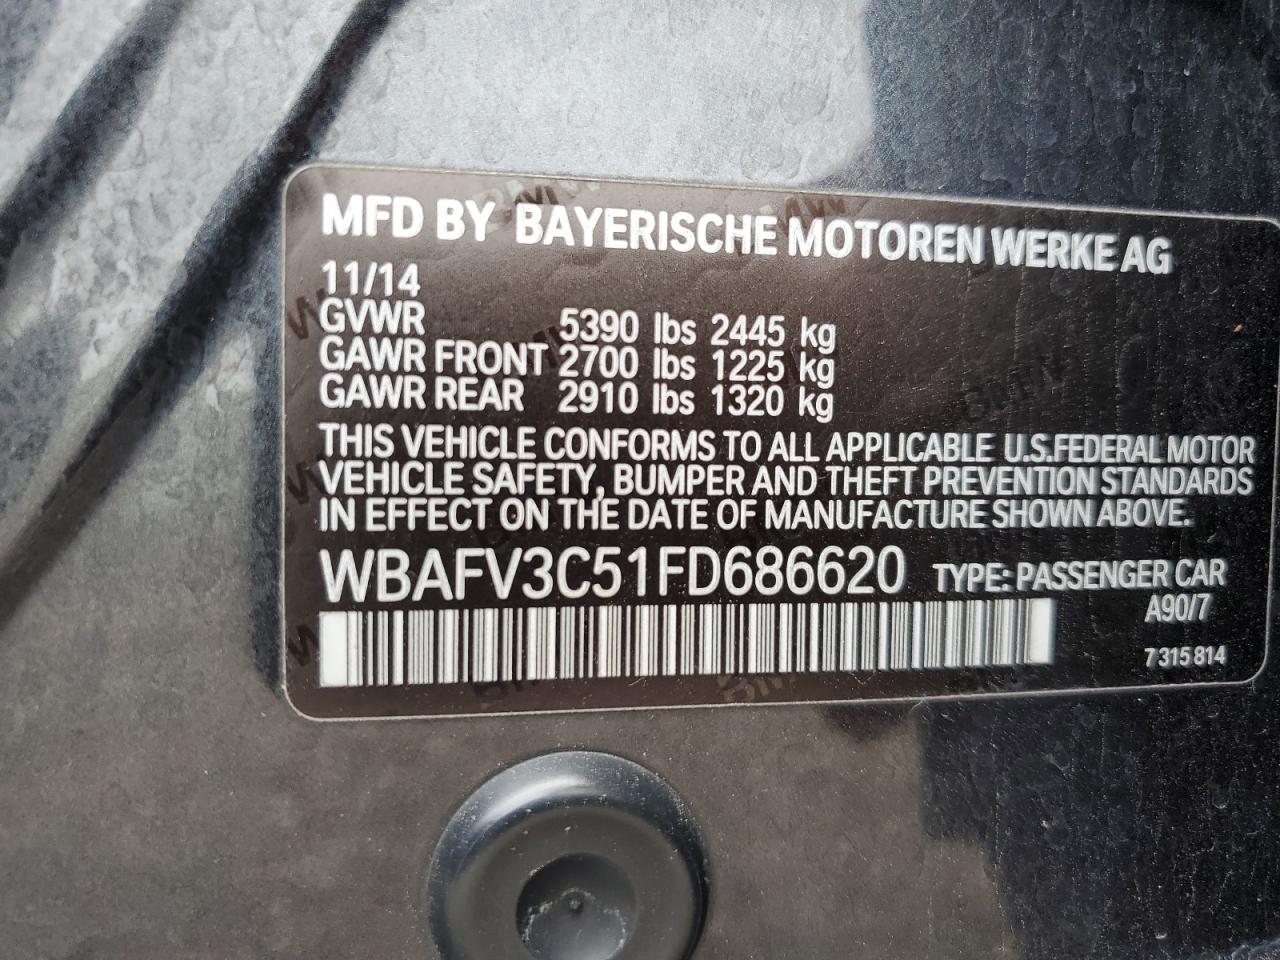 MFD BY BAYERISCHE MOTOREN WERKE AG
11/14
GVWR 5390 lbs 2445 kg
GAWR FRONT 2700 lbs 1225 kg
GAWR REAR 2910 lbs 1320 kg
THIS VEHICLE CONFORMS TO ALL APPLICABLE U.S.FEDERAL MOTOR
VEHICLE SAFETY, BUMPER AND THEFT PREVENTION STANDARDS
IN EFFECT ON THE DATE OF MANUFACTURE SHOWN ABOVE.
WBAFV3C51FD686620 TYPE: PASSENGER CAR
A90/7
7 315 814